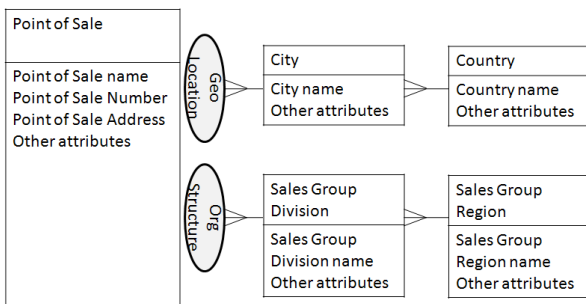 Point of Sale
Point of Sale name
Point of Sale Number
Point of Sale Address
Other attributes
Geo
Location
City
City name
Other attributes
Country
Country name
Other attributes
Org
Structure
Sales Group
Division
Sales Group
Division name
Other attributes
Sales Group
Region
Sales Group
Region name
Other attributes